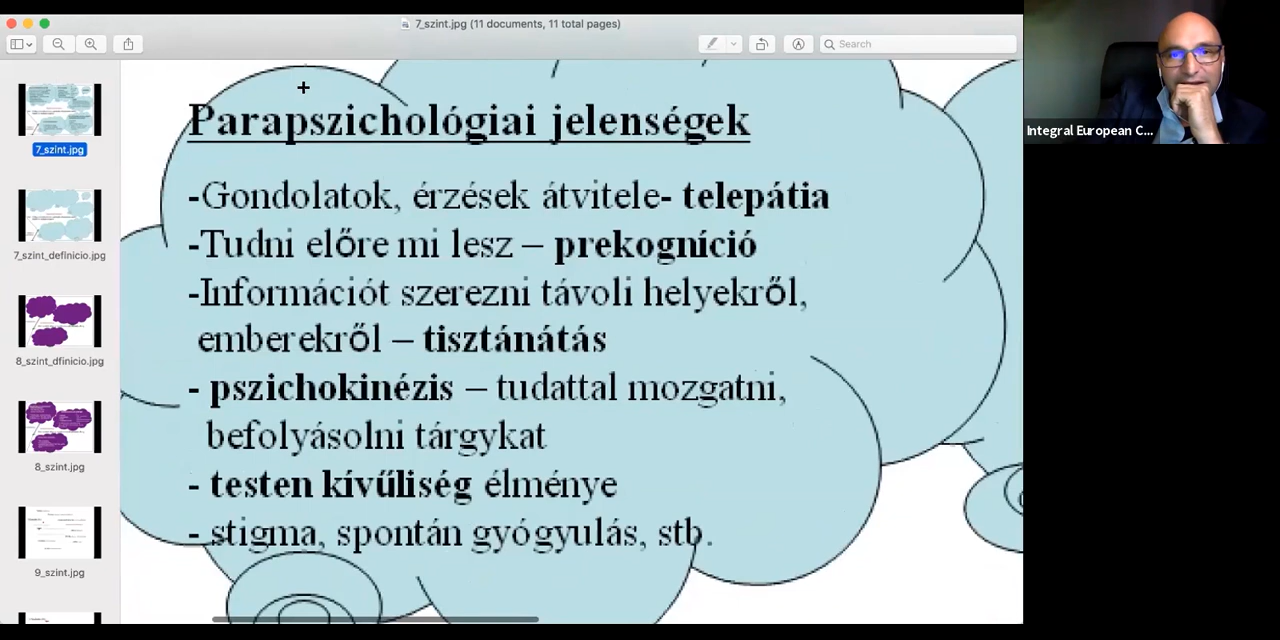 7_szint.jpg (11 documents, 11 total pages)
Search
Integral European C...
7_szint.jpg
7_szint_definicio.jpg
8_szint_dfinicio.jpg
8_szint.jpg
9_szint.jpg
Parapszichológiai jelenségek
-Gondolatok, érzések átvitele- telepátia
-Tudni előre mi lesz – prekogníció
-Információt szerezni távoli helyekről,
emberekről – tisztánátás
- pszichokinézis – tudattal mozgatni,
befolyásolni tárgykat
- testen kívűliség élménye
- stigma, spontán gyógyulás, stb.